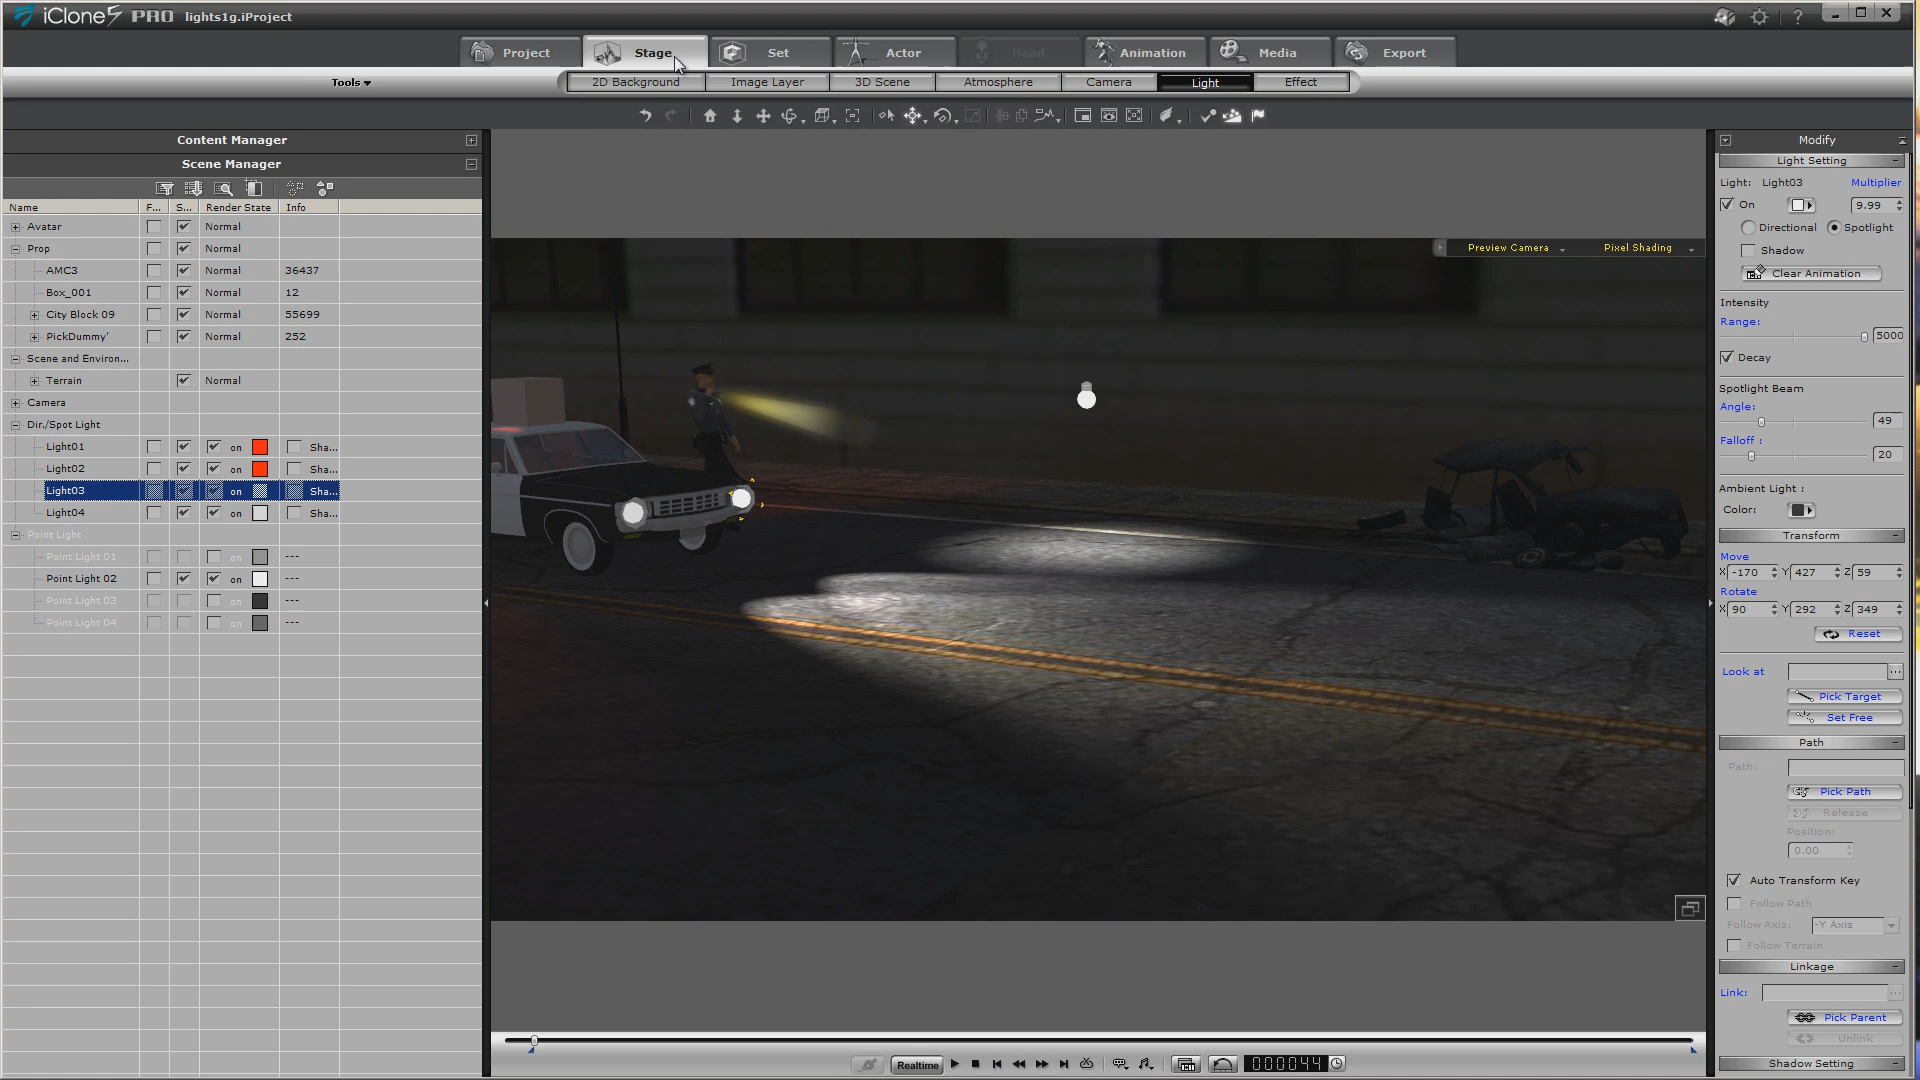 iClone5 PRO lights1g.iProject
Project Stage Set Actor Head Animation Media Export
Tools
2D Background Image Layer 3D Scene Atmosphere Camera Light Effect
Content Manager
Scene Manager
Name F... S... Render State Info
Avatar Normal
Prop Normal
AMC3 Normal 36437
Box_001 Normal 12
City Block 09 Normal 55699
PickDummy' Normal 252
Scene and Environ...
Terrain Normal
Camera
Dir./Spot Light
Light01 on Sha...
Light02 on Sha...
Light03 on Sha...
Light04 on Sha...
Point Light
Point Light 01 on ---
Point Light 02 on ---
Point Light 03 on ---
Point Light 04 on ---
Preview Camera Pixel Shading
Realtime 000044
Modify
Light Setting
Light: Light03 Multiplier
On 9.99
Directional Spotlight
Shadow
Clear Animation
Intensity
Range:
5000
Decay
Spotlight Beam
Angle:
49
Falloff :
20
Ambient Light :
Color:
Transform
Move
X -170 Y 427 Z 59
Rotate
X 90 Y 292 Z 349
Reset
Look at
Pick Target
Set Free
Path
Path:
Pick Path
Release
Position:
0.00
Auto Transform Key
Follow Path
Follow Axis: -Y Axis
Follow Terrain
Linkage
Link:
Pick Parent
Unlink
Shadow Setting